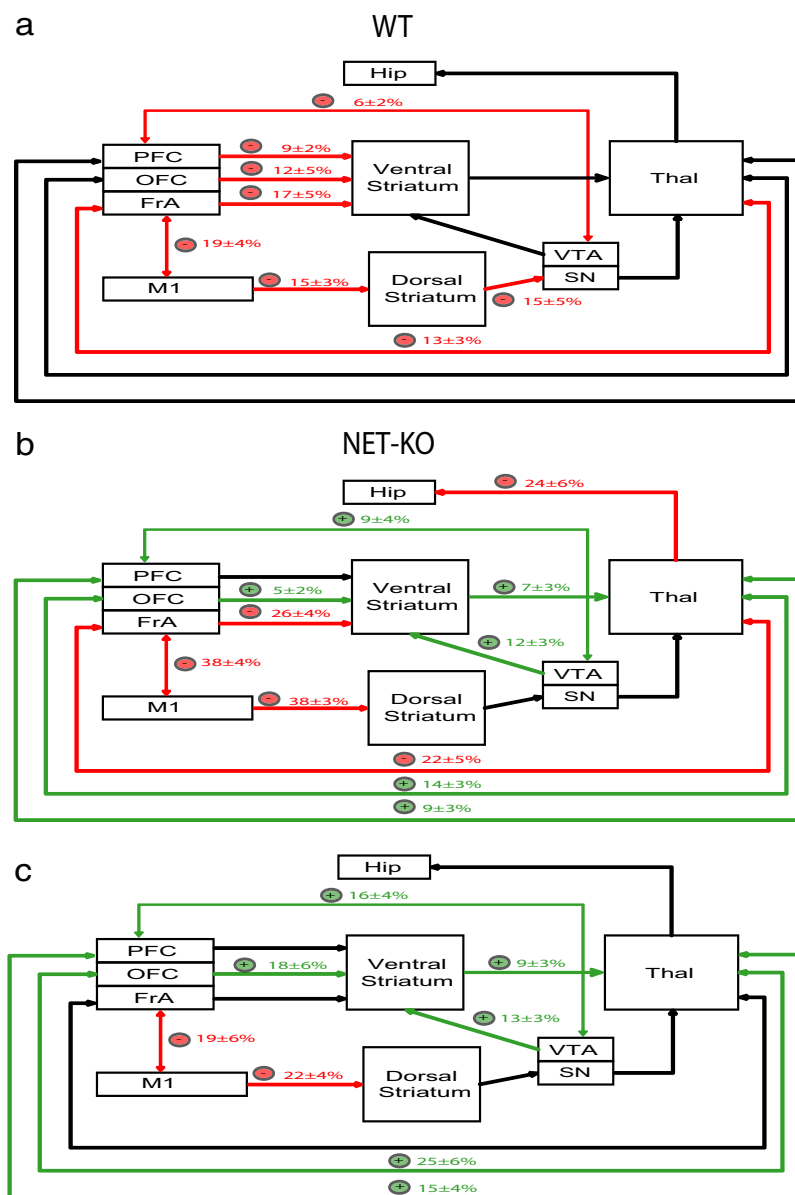 a
WT
Hip
- 6±2%
PFC
- 9±2%
OFC
- 12±5%
FrA
- 17±5%
Ventral
Striatum
Thal
- 19±4%
VTA
SN
M1
- 15±3%
Dorsal
Striatum
- 15±5%
- 13±3%
b
NET-KO
Hip
- 24±6%
+ 9±4%
PFC
OFC
+ 5±2%
FrA
- 26±4%
Ventral
Striatum
+ 7±3%
Thal
+ 12±3%
- 38±4%
VTA
SN
M1
- 38±3%
Dorsal
Striatum
- 22±5%
+ 14±3%
+ 9±3%
c
Hip
+ 16±4%
PFC
OFC
+ 18±6%
FrA
Ventral
Striatum
+ 9±3%
Thal
+ 13±3%
- 19±6%
VTA
SN
M1
- 22±4%
Dorsal
Striatum
+ 25±6%
+ 15±4%